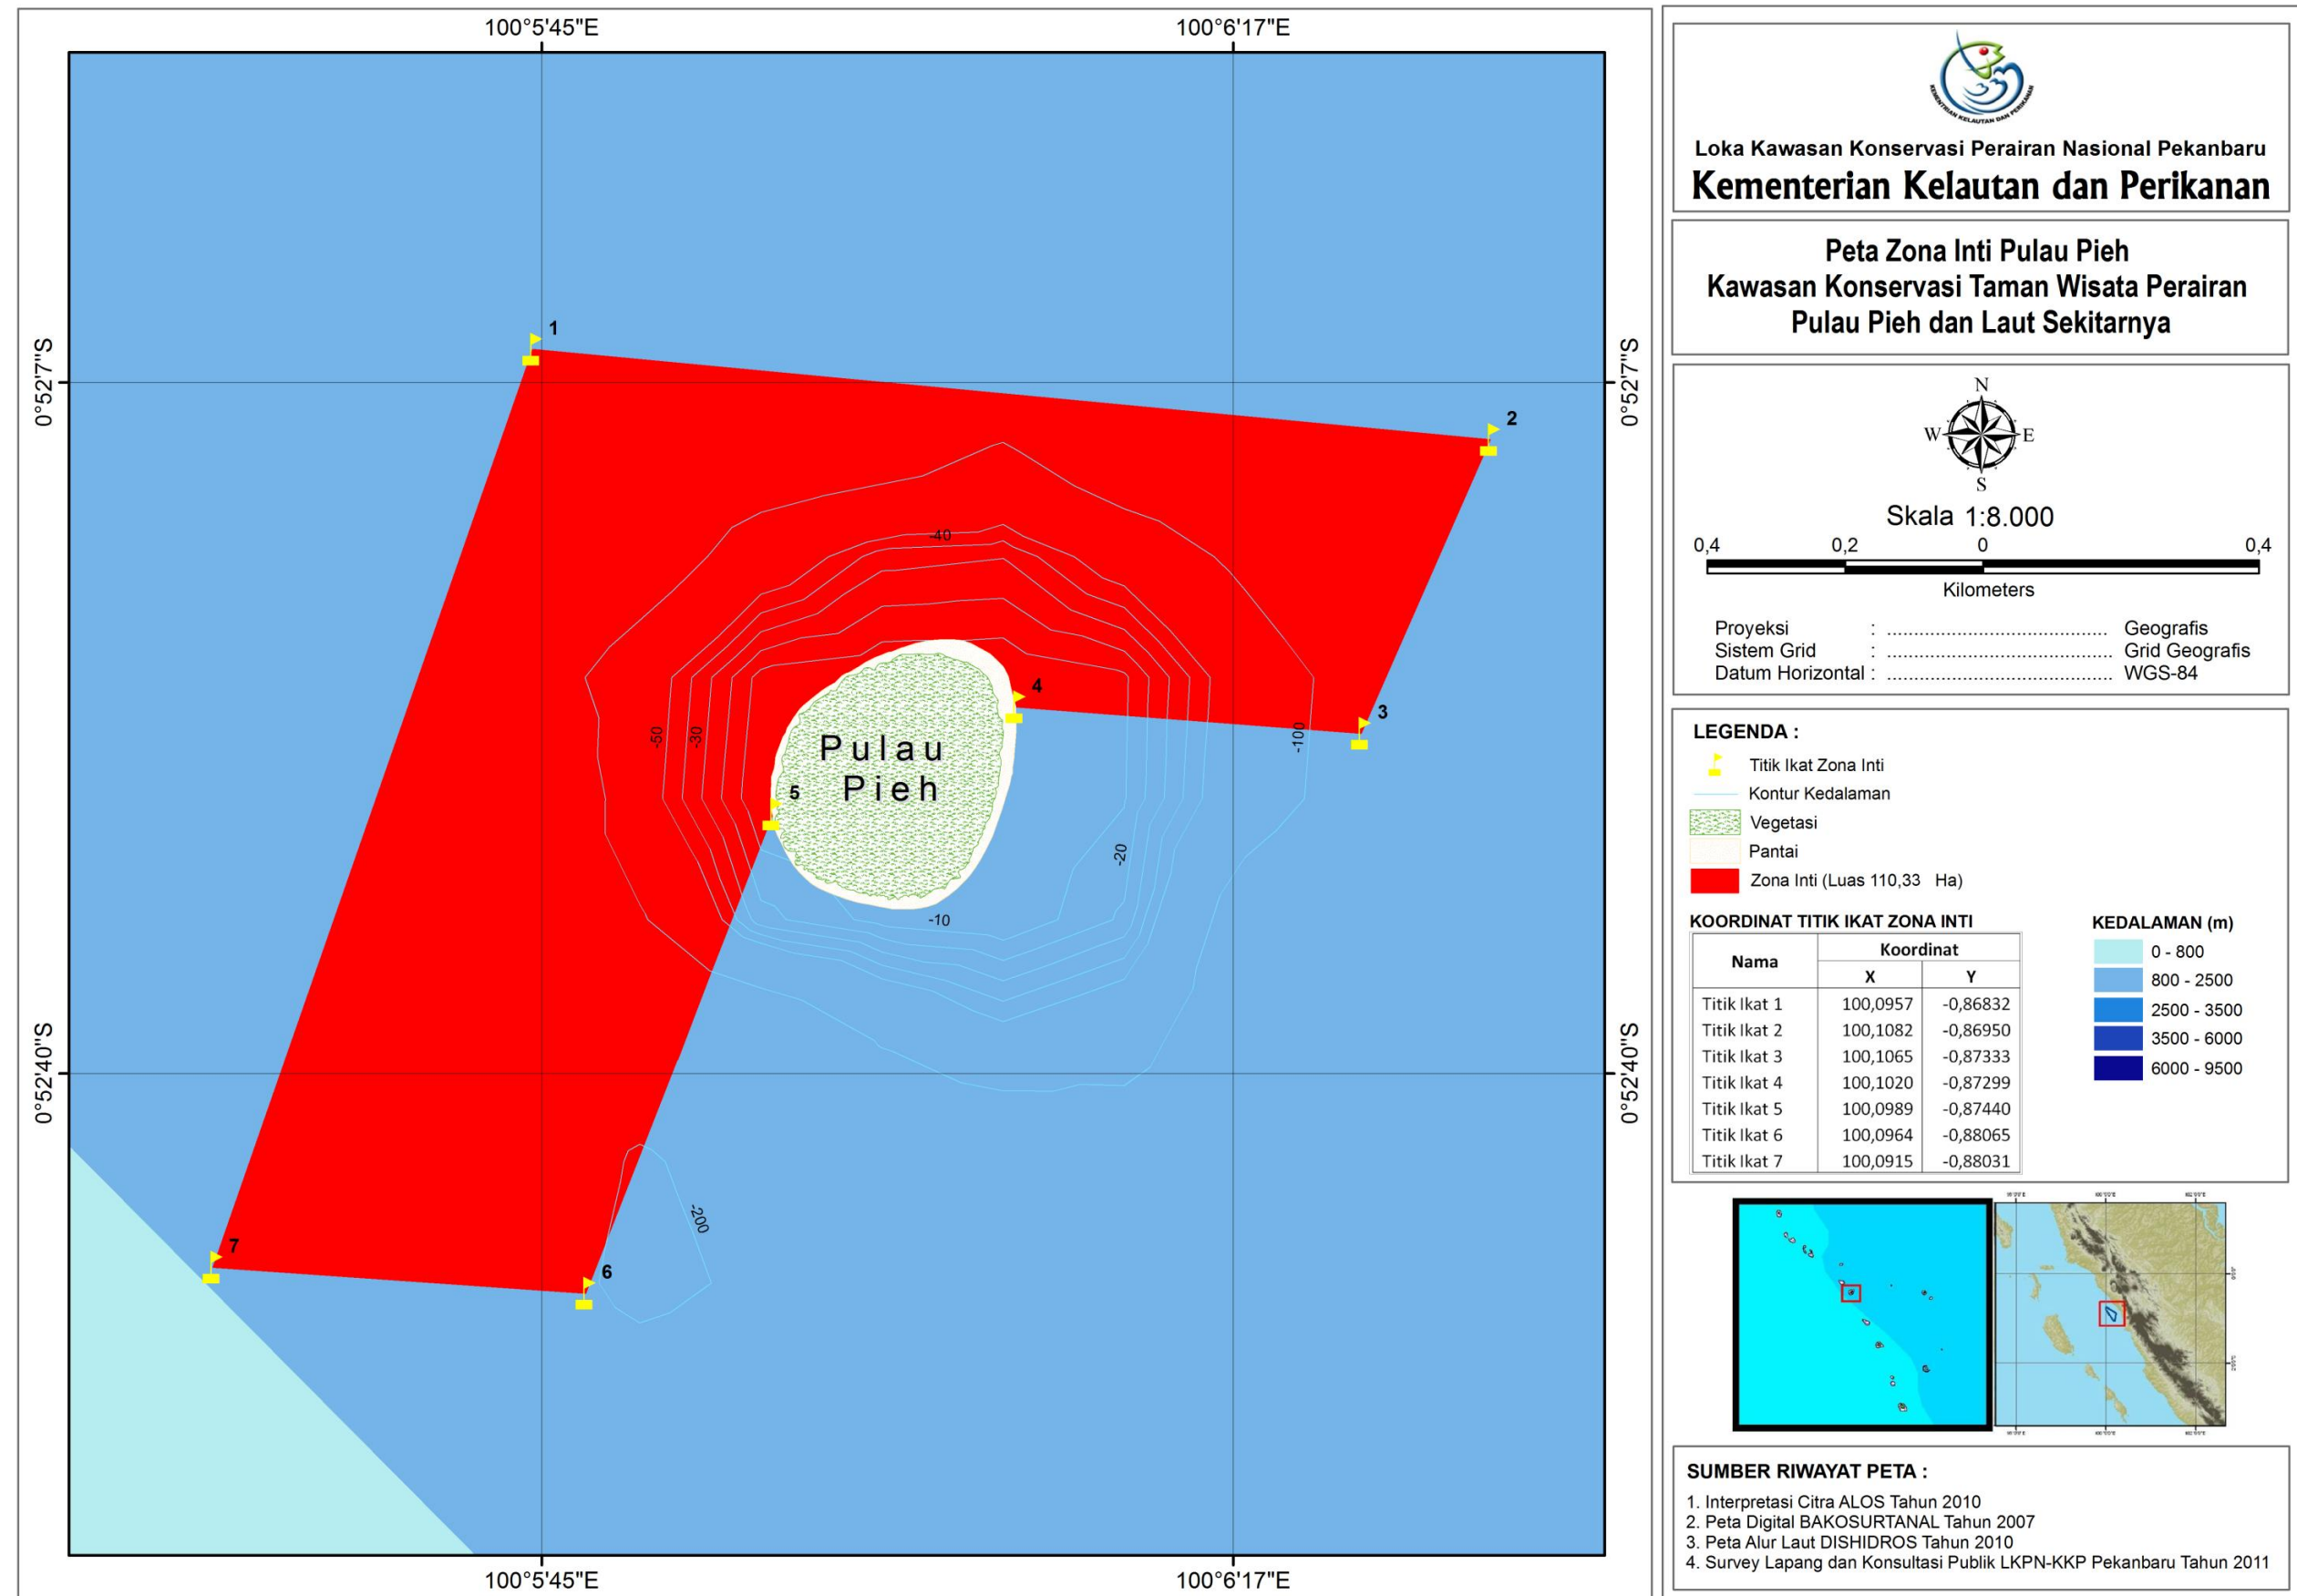 100°5'45"E 100°6'17"E
0°52'7"S 0°52'7"S
1
2
-40
4
3
-50
-30
-100
Pulau
Pieh
5
-20
-10
0°52'40"S 0°52'40"S
-200
7
6
100°5'45"E 100°6'17"E
KEMENTRIAN KELAUTAN DAN PERIKANAN
Loka Kawasan Konservasi Perairan Nasional Pekanbaru
Kementerian Kelautan dan Perikanan
Peta Zona Inti Pulau Pieh
Kawasan Konservasi Taman Wisata Perairan
Pulau Pieh dan Laut Sekitarnya
N
W E
S
Skala 1:8.000
0,4 0,2 0 0,4
Kilometers
Proyeksi : ...................................... Geografis
Sistem Grid : ....................................... Grid Geografis
Datum Horizontal : ....................................... WGS-84
LEGENDA :
Titik Ikat Zona Inti
Kontur Kedalaman
Vegetasi
Pantai
Zona Inti (Luas 110,33 Ha)
KOORDINAT TITIK IKAT ZONA INTI
Nama Koordinat
X Y
Titik Ikat 1 100,0957 -0,86832
Titik Ikat 2 100,1082 -0,86950
Titik Ikat 3 100,1065 -0,87333
Titik Ikat 4 100,1020 -0,87299
Titik Ikat 5 100,0989 -0,87440
Titik Ikat 6 100,0964 -0,88065
Titik Ikat 7 100,0915 -0,88031
KEDALAMAN (m)
0 - 800
800 - 2500
2500 - 3500
3500 - 6000
6000 - 9500
SUMBER RIWAYAT PETA :
1. Interpretasi Citra ALOS Tahun 2010
2. Peta Digital BAKOSURTANAL Tahun 2007
3. Peta Alur Laut DISHIDROS Tahun 2010
4. Survey Lapang dan Konsultasi Publik LKPN-KKP Pekanbaru Tahun 2011